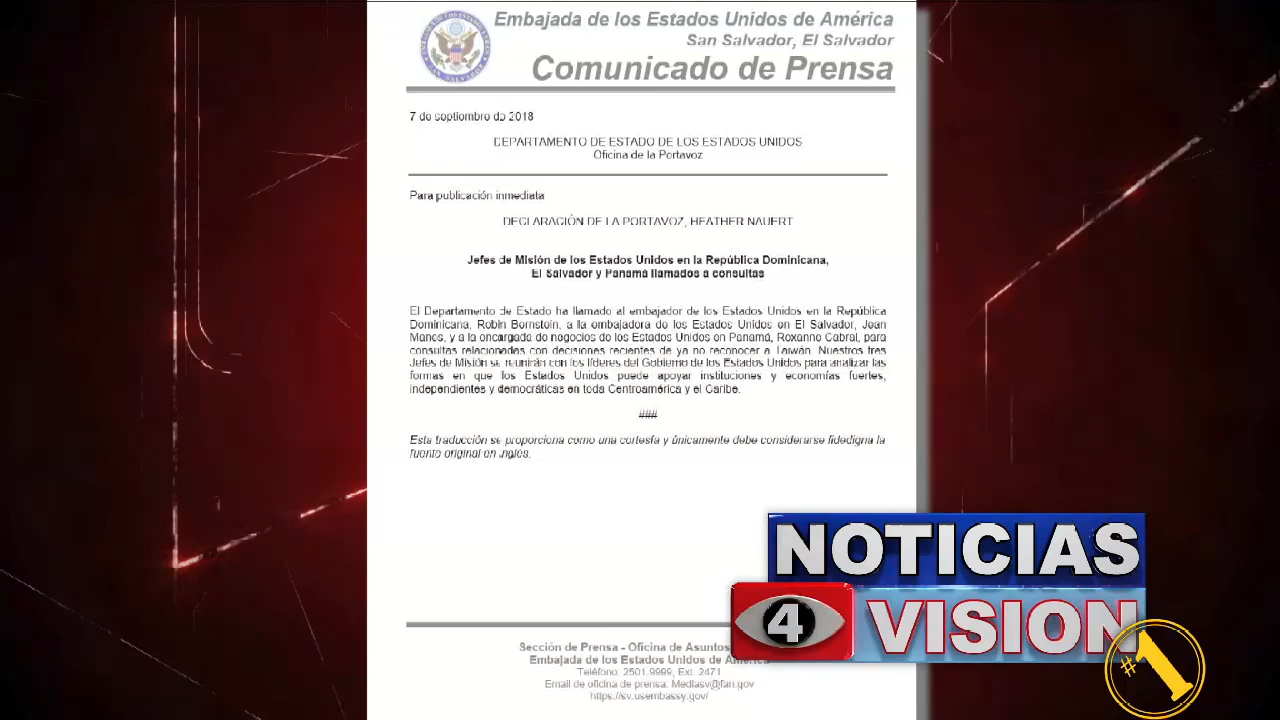 Embajada de los Estados Unidos de América
San Salvador, El Salvador
Comunicado de Prensa
7 de septiembre de 2018
DEPARTAMENTO DE ESTADO DE LOS ESTADOS UNIDOS
Oficina de la Portavoz
Para publicación inmediata
DECLARACIÓN DE LA PORTAVOZ, HEATHER NAUERT
Jefes de Misión de los Estados Unidos en la República Dominicana,
El Salvador y Panamá llamados a consultas
El Departamento de Estado ha llamado al embajador de los Estados Unidos en la República
Dominicana, Robin Bernstein, a la embajadora de los Estados Unidos en El Salvador, Jean
Manes, y a la encargada de negocios de los Estados Unidos en Panamá, Roxanne Cabral, para
consultas relacionadas con decisiones recientes de ya no reconocer a Taiwán. Nuestros tres
Jefes de Misión se reunirán con los líderes del Gobierno de los Estados Unidos para analizar las
formas en que los Estados Unidos puede apoyar instituciones y economías fuertes,
independientes y democráticas en toda Centroamérica y el Caribe.
###
Esta traducción se proporciona como una cortesía y únicamente debe considerarse fidedigna la
fuente original en inglés.
Sección de Prensa - Oficina de Asuntos
Embajada de los Estados Unidos de América
Teléfono: 2501-9999, Ext. 2471
Email de oficina de prensa: Mediasv@fan.gov
https://sv.usembassy.gov/
NOTICIAS
4 VISION
#1